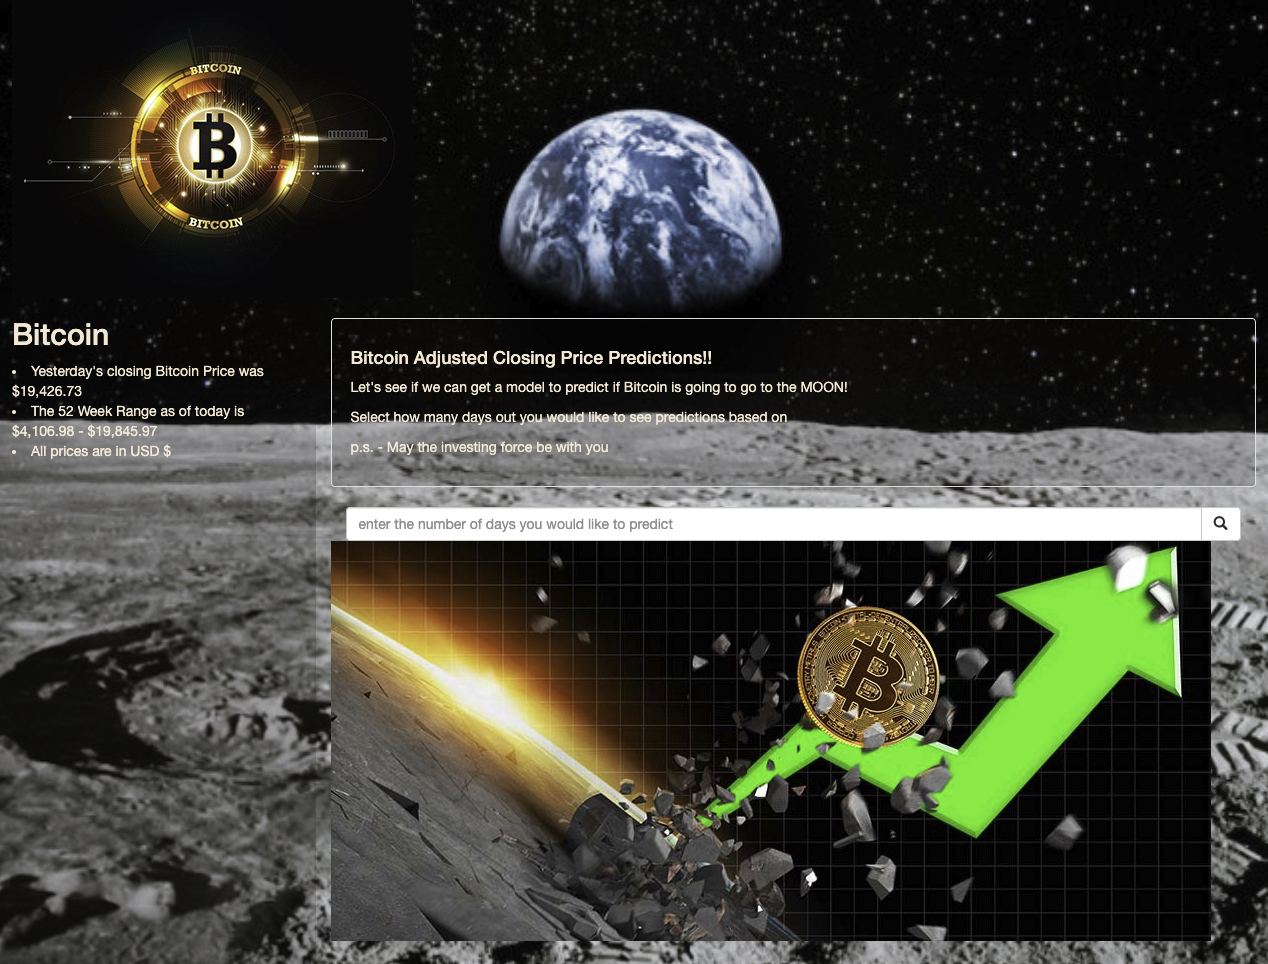 BITCOIN
BITCOIN
Bitcoin
Yesterday's closing Bitcoin Price was
$19,426.73
The 52 Week Range as of today is
$4,106.98 - $19,845.97
All prices are in USD $
Bitcoin Adjusted Closing Price Predictions!!
Let's see if we can get a model to predict if Bitcoin is going to go to the MOON!
Select how many days out you would like to see predictions based on
p.s. - May the investing force be with you
enter the number of days you would like to predict